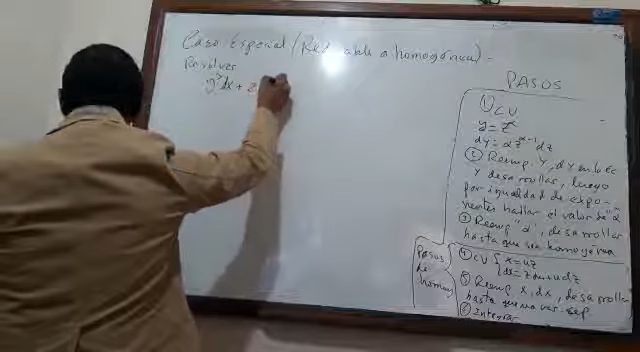 Caso Especial (Red able a homogénea).-
Resolver
y³dx + 2
PASOS
① CV
y = z^α
dy = αz^(α-1) dz
② Reemp. y, dy en la Ec
y desarrollar, luego
por igualdad de expo-
nentes hallar el valor de "α"
③ Reemp "α", desarrollar
hasta que sea homogénea
Pasos
de
homog
④ CV { x = uz
dx = zdu + udz
⑤ Reemp x, dx, desarrollar
hasta que var. sep.
⑥ Integrar